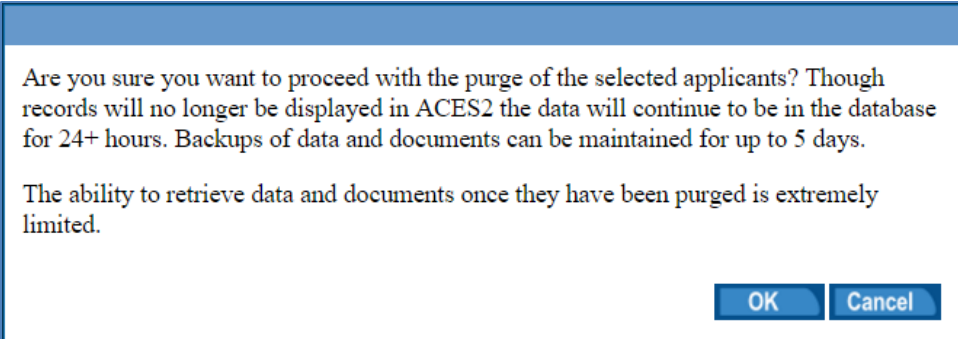 Are you sure you want to proceed with the purge of the selected applicants? Though
records will no longer be displayed in ACES2 the data will continue to be in the database
for 24+ hours. Backups of data and documents can be maintained for up to 5 days.
The ability to retrieve data and documents once they have been purged is extremely
limited.
OK Cancel